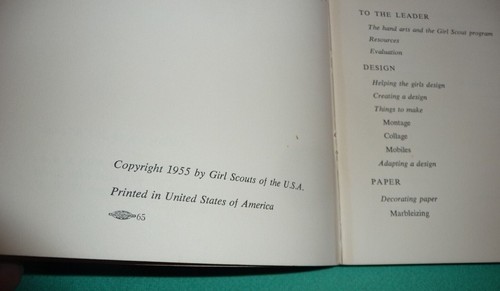 Copyright 1955 by Girl Scouts of the U.S.A.
Printed in United States of America
65
TO THE LEADER
The hand arts and the Girl Scout program
Resources
Evaluation
DESIGN
Helping the girls design
Creating a design
Things to make
Montage
Collage
Mobiles
Adapting a design
PAPER
Decorating paper
Marbleizing